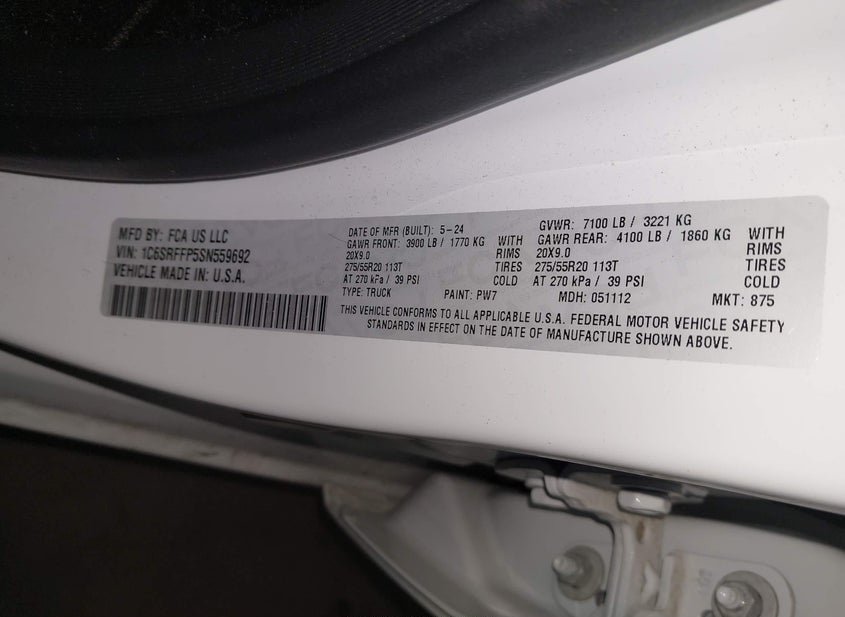 MFD BY: FCA US LLC
VIN: 1C6SRFFP5SN559692
VEHICLE MADE IN: U.S.A.
DATE OF MFR (BUILT): 5-24 GVWR: 7100 LB / 3221 KG
GAWR FRONT: 3900 LB / 1770 KG WITH GAWR REAR: 4100 LB / 1860 KG WITH
20X9.0 RIMS 20X9.0 RIMS
275/55R20 113T TIRES 275/55R20 113T TIRES
AT 270 kPa / 39 PSI COLD AT 270 kPa / 39 PSI COLD
TYPE: TRUCK PAINT: PW7 MDH: 051112 MKT: 875
THIS VEHICLE CONFORMS TO ALL APPLICABLE U.S.A. FEDERAL MOTOR VEHICLE SAFETY
STANDARDS IN EFFECT ON THE DATE OF MANUFACTURE SHOWN ABOVE.